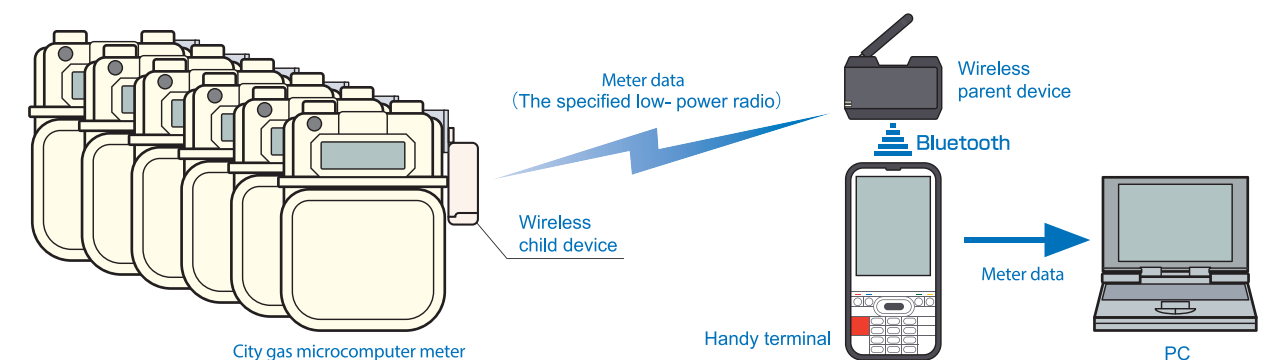 Meter data
（The specified low- power radio）
Wireless
parent device
Bluetooth
Wireless
child device
Meter data
Handy terminal
City gas microcomputer meter
PC